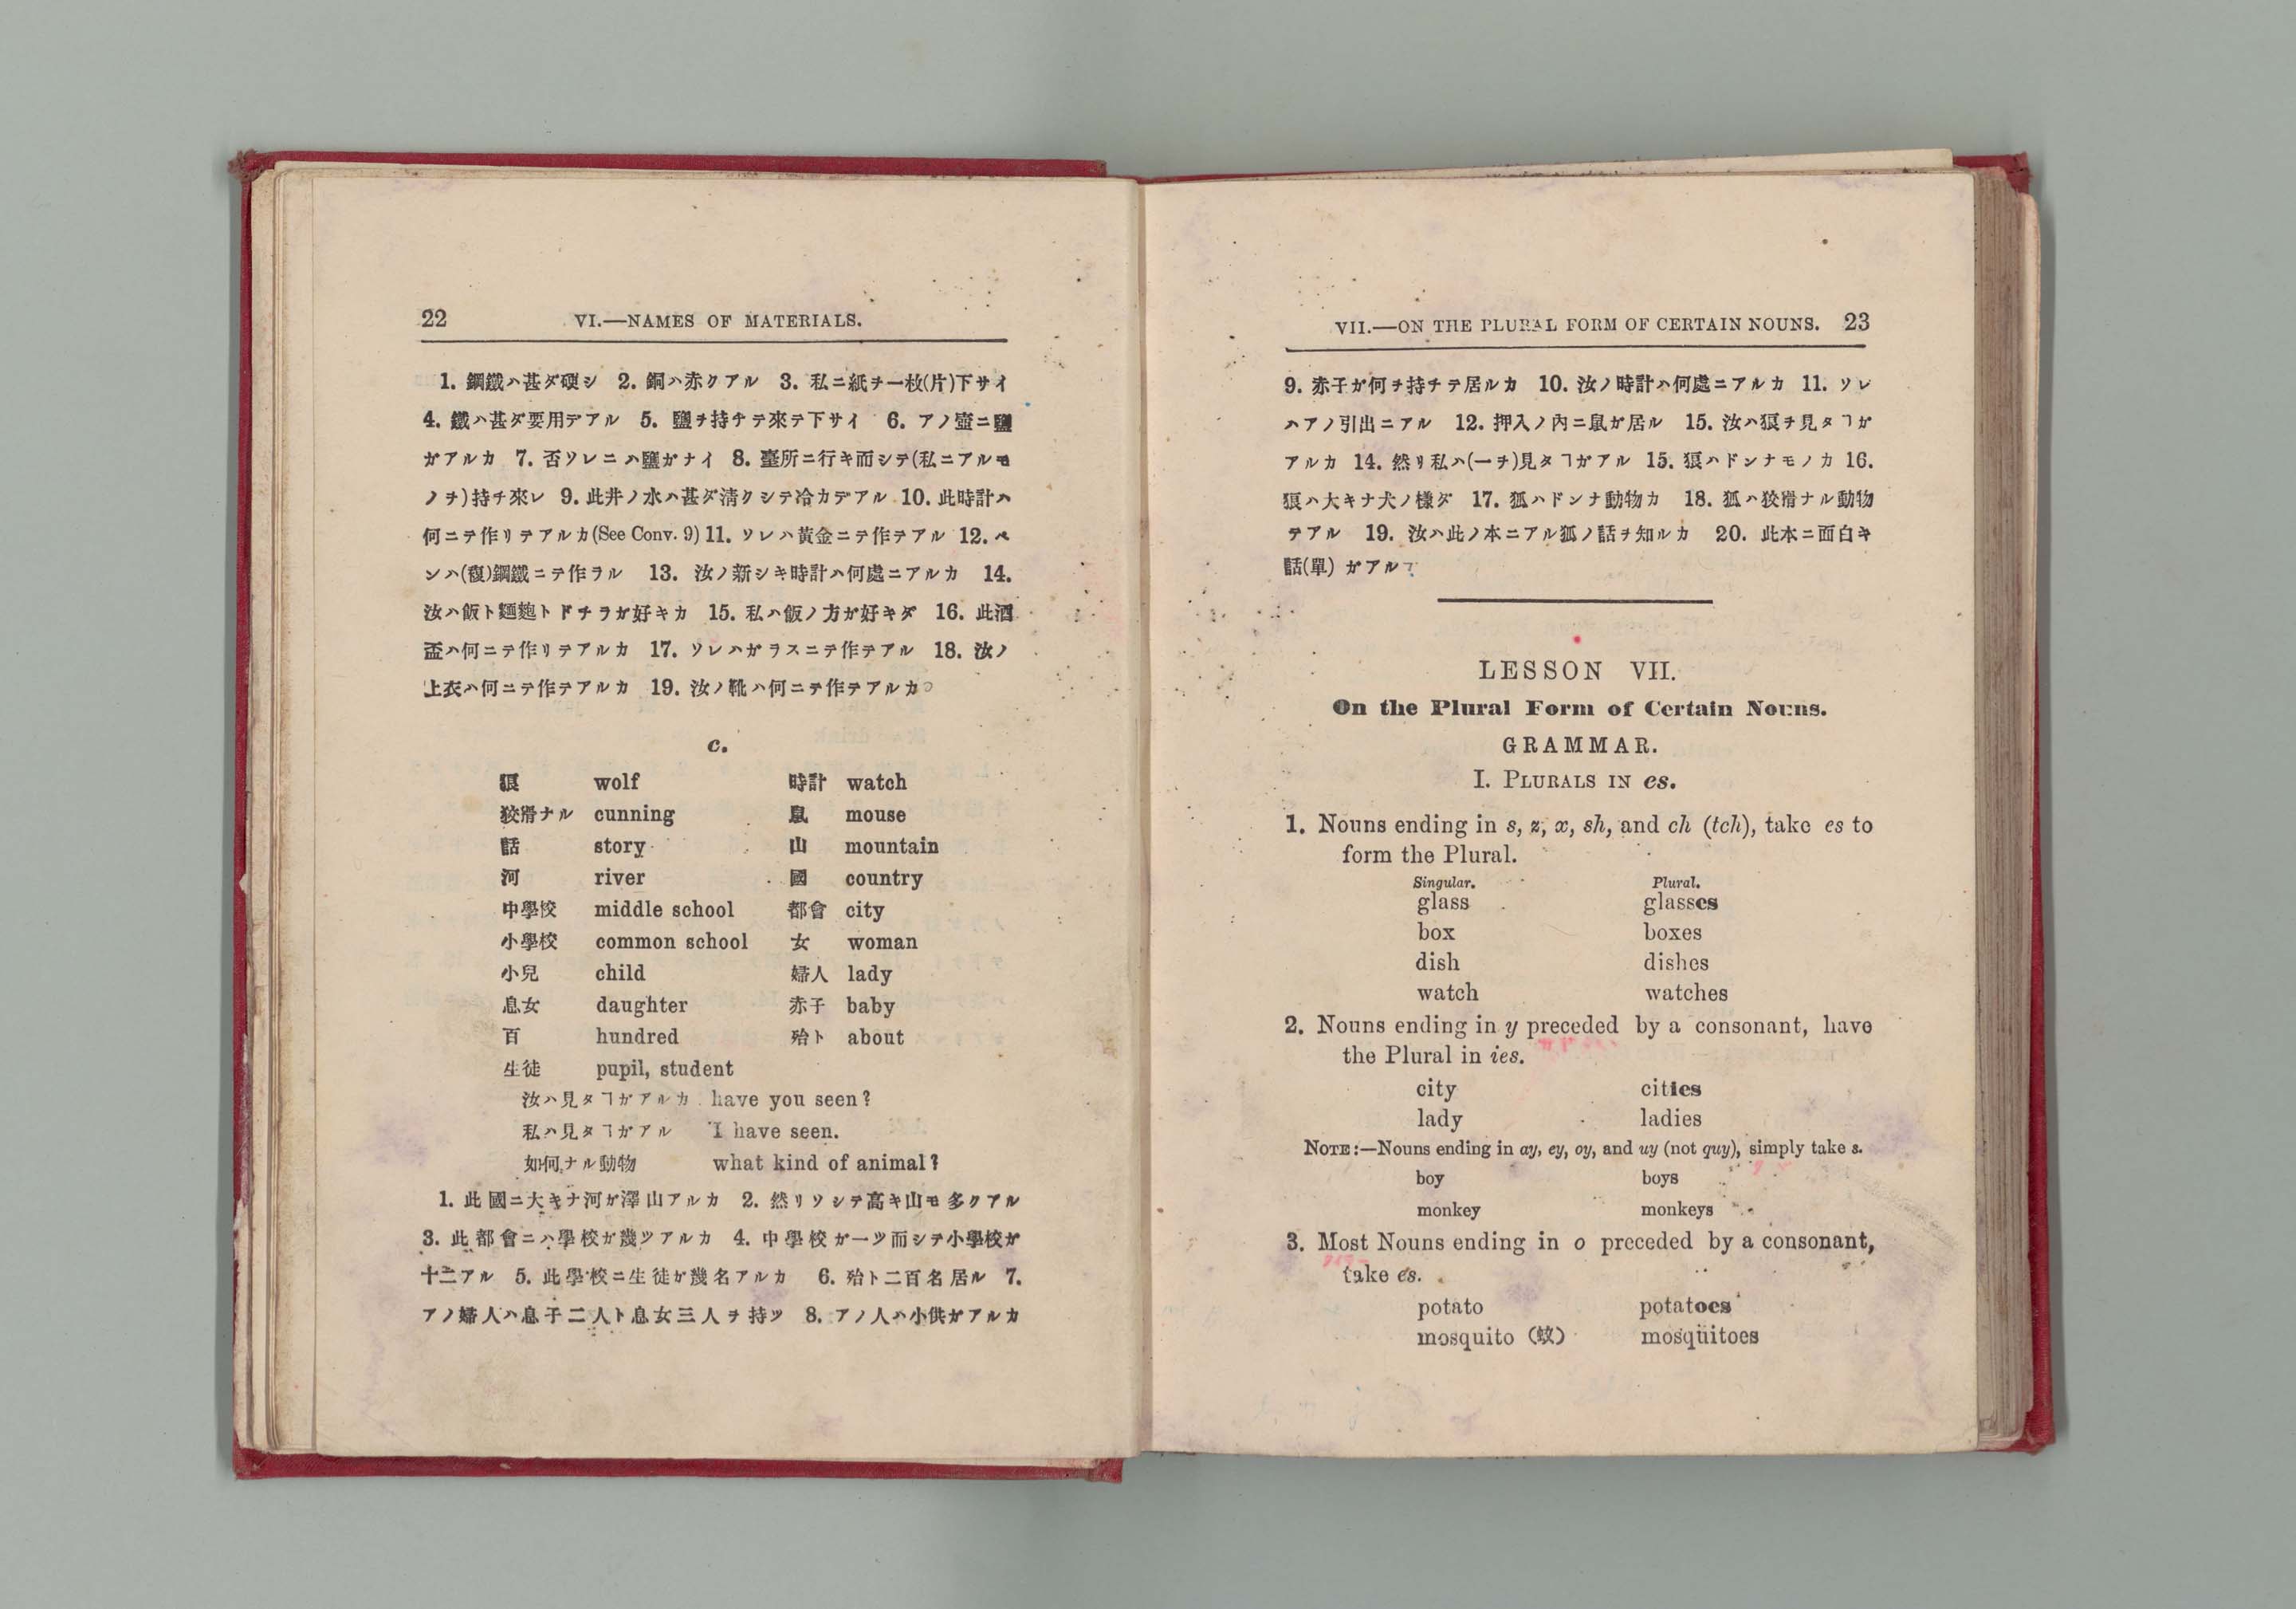 22 VI.—NAMES OF MATERIALS.
1. 鋼鐵ハ甚ダ硬シ 2. 銅ハ赤クアル 3. 私ニ紙ヲ一枚(片)下サイ
4. 鐵ハ甚ダ要用デアル 5. 鹽ヲ持チテ來テ下サイ 6. アノ壺ニ鹽
ガアルカ 7. 否ソレニハ鹽ガナイ 8. 臺所ニ行キ而シテ(私ニアルモ
ノヲ)持チ來レ 9. 此井ノ水ハ甚ダ清クシテ冷カデアル 10. 此時計ハ
何ニテ作リテアルカ(See Conv. 9) 11. ソレハ黃金ニテ作テアル 12. ペ
ンハ(複)鋼鐵ニテ作ラル 13. 汝ノ新シキ時計ハ何處ニアルカ 14.
汝ハ飯ト麵麭トドチラガ好キカ 15. 私ハ飯ノ方ガ好キダ 16. 此酒
盃ハ何ニテ作リテアルカ 17. ソレハガラスニテ作テアル 18. 汝ノ
上衣ハ何ニテ作テアルカ 19. 汝ノ靴ハ何ニテ作テアルカ。
c.
狼 wolf 時計 watch
狡猾ナル cunning 鼠 mouse
話 story 山 mountain
河 river 國 country
中學校 middle school 都會 city
小學校 common school 女 woman
小兒 child 婦人 lady
息女 daughter 赤子 baby
百 hundred 殆ト about
生徒 pupil, student
汝ハ見タヿガアルカ have you seen?
私ハ見タヿガアル I have seen.
如何ナル動物 what kind of animal?
1. 此國ニ大キナ河ガ澤山アルカ 2. 然リソシテ高キ山モ多クアル
3. 此都會ニハ學校ガ幾ツアルカ 4. 中學校ガ一ツ而シテ小學校ガ
十二アル 5. 此學校ニ生徒ガ幾名アルカ 6. 殆ト二百名居ル 7.
アノ婦人ハ息子二人ト息女三人ヲ持ツ 8. アノ人ハ小供ガアルカ
VII.—ON THE PLURAL FORM OF CERTAIN NOUNS. 23
9. 赤子ガ何ヲ持チテ居ルカ 10. 汝ノ時計ハ何處ニアルカ 11. ソレ
ハアノ引出ニアル 12. 押入ノ內ニ鼠ガ居ル 15. 汝ハ狼ヲ見タヿガ
アルカ 14. 然リ私ハ(一ヲ)見タヿガアル 15. 狼ハドンナモノカ 16.
狼ハ大キナ犬ノ樣ダ 17. 狐ハドンナ動物カ 18. 狐ハ狡猾ナル動物
テアル 19. 汝ハ此ノ本ニアル狐ノ話ヲ知ルカ 20. 此本ニ面白キ
話(單) ガアル
LESSON VII.
On the Plural Form of Certain Nouns.
GRAMMAR.
I. PLURALS IN es.
1. Nouns ending in s, z, x, sh, and ch (tch), take es to
form the Plural.
Singular. Plural.
glass glasses
box boxes
dish dishes
watch watches
2. Nouns ending in y preceded by a consonant, have
the Plural in ies.
city cities
lady ladies
NOTE:—Nouns ending in ay, ey, oy, and uy (not quy), simply take s.
boy boys
monkey monkeys
3. Most Nouns ending in o preceded by a consonant,
take es.
potato potatoes
mosquito (蚊) mosquitoes